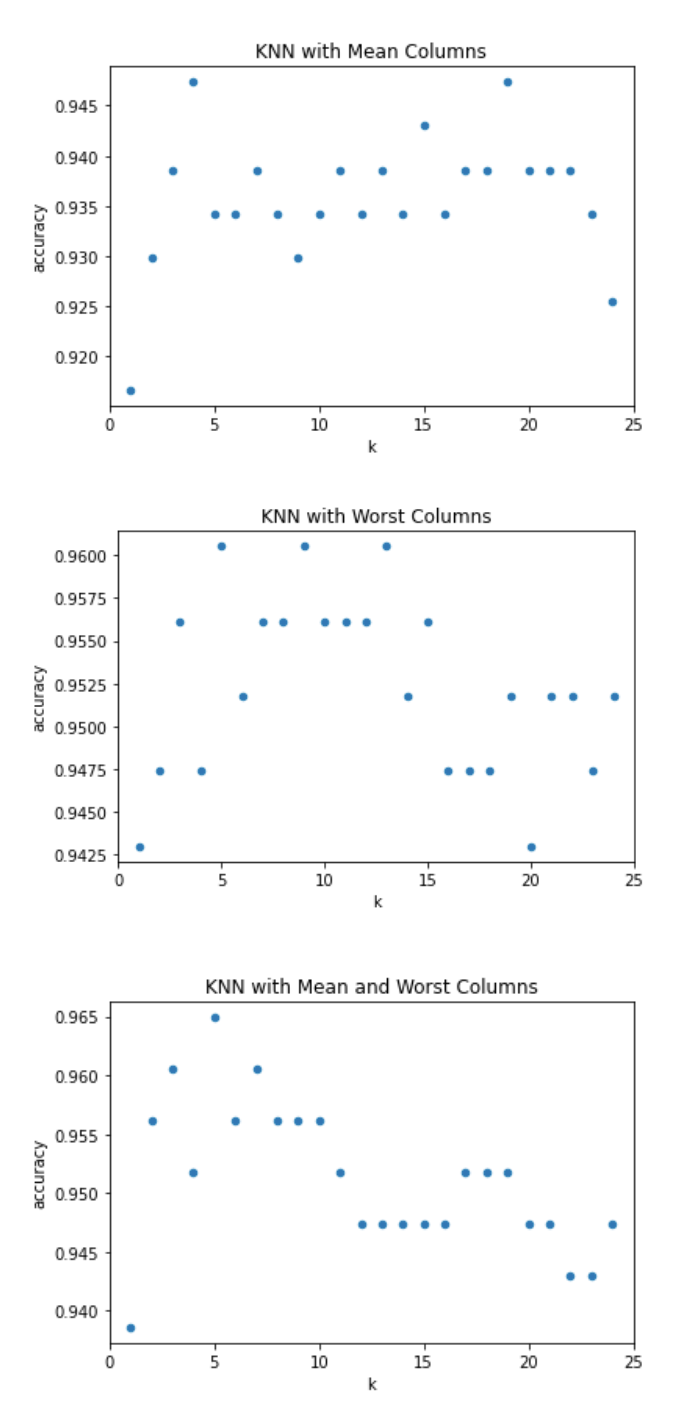 KNN with Mean Columns
0.945
0.940
0.935
0.930
0.925
0.920
accuracy
0 5 10 15 20 25
k
KNN with Worst Columns
0.9600
0.9575
0.9550
0.9525
0.9500
0.9475
0.9450
0.9425
accuracy
0 5 10 15 20 25
k
KNN with Mean and Worst Columns
0.965
0.960
0.955
0.950
0.945
0.940
accuracy
0 5 10 15 20 25
k